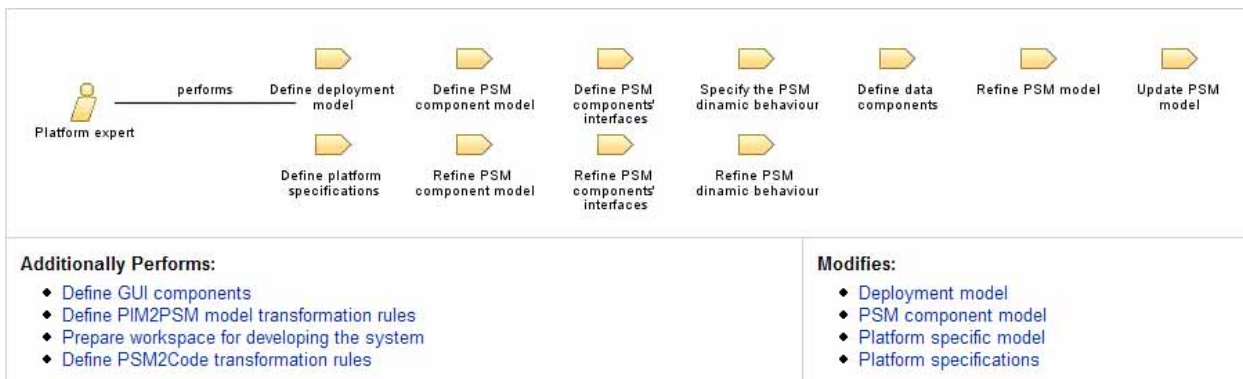 performs
Platform expert
Define deployment
model
Define PSM
component model
Define PSM
components'
interfaces
Specify the PSM
dinamic behaviour
Define data
components
Refine PSM model
Update PSM
model
Define platform
specifications
Refine PSM
component model
Refine PSM
components'
interfaces
Refine PSM
dinamic behaviour
Additionally Performs:
Define GUI components
Define PIM2PSM model transformation rules
Prepare workspace for developing the system
Define PSM2Code transformation rules
Modifies:
Deployment model
PSM component model
Platform specific model
Platform specifications